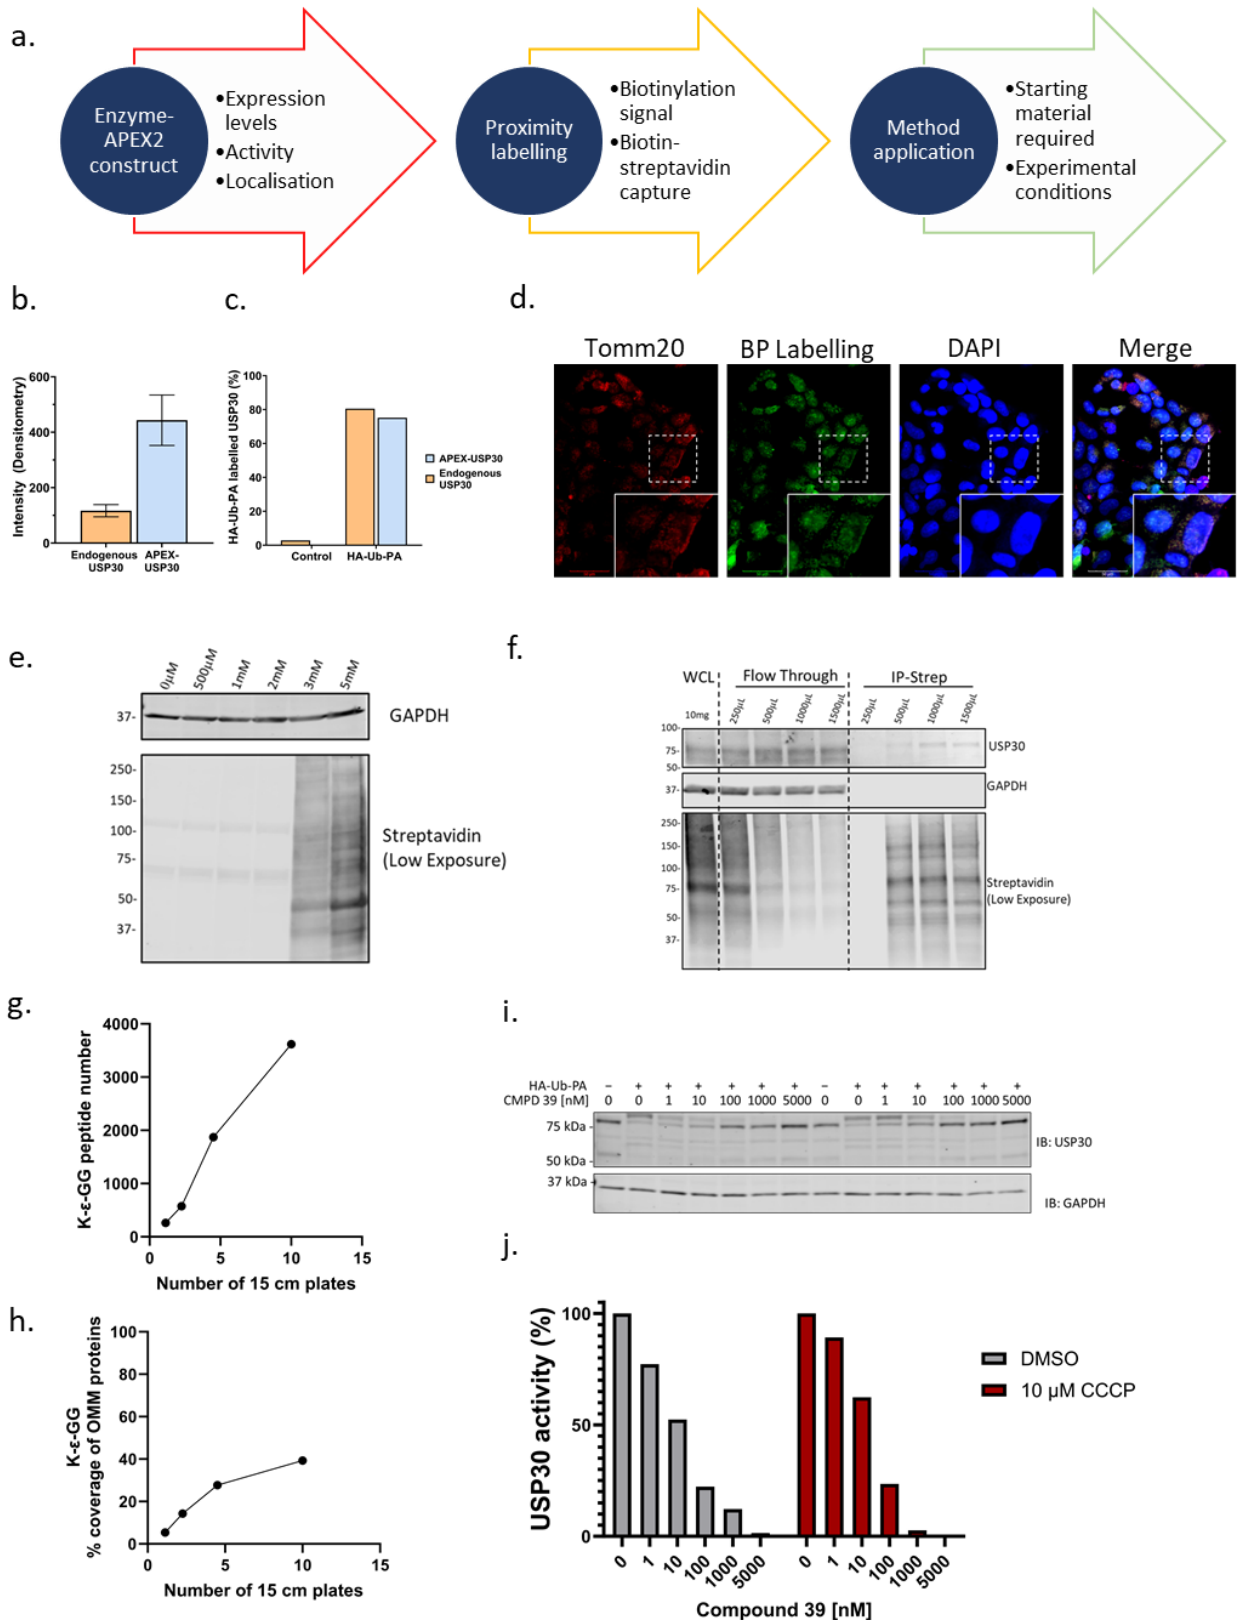 a.
Enzyme-
APEX2
construct
•Expression
levels
•Activity
•Localisation
Proximity
labelling
•Biotinylation
signal
•Biotin-
streptavidin
capture
Method
application
•Starting
material
required
•Experimental
conditions
b.
Intensity (Densitometry)
600
400
200
0
Endogenous
USP30
APEX-
USP30
c.
HA-Ub-PA labelled USP30 (%)
100
80
60
40
20
0
Control
HA-Ub-PA
APEX-USP30
Endogenous
USP30
d.
Tomm20
BP Labelling
DAPI
Merge
e.
0μM
500μM
1mM
2mM
3mM
5mM
37-
GAPDH
250-
150-
100-
75-
50-
37-
Streptavidin
(Low Exposure)
f.
WCL
Flow Through
IP-Strep
10mg
250μL
500μL
1000μL
1500μL
250μL
500μL
1000μL
1500μL
100-
75-
50-
USP30
37-
GAPDH
250-
150-
100-
75-
50-
37-
Streptavidin
(Low Exposure)
g.
K-ε-GG peptide number
4000
3000
2000
1000
0
0 5 10 15
Number of 15 cm plates
h.
K-ε-GG
% coverage of OMM proteins
100
80
60
40
20
0
0 5 10 15
Number of 15 cm plates
i.
HA-Ub-PA – + + + + + + – + + + + + +
CMPD 39 [nM] 0 0 1 10 100 1000 5000 0 0 1 10 100 1000 5000
75 kDa
50 kDa
IB: USP30
37 kDa
IB: GAPDH
j.
USP30 activity (%)
100
50
0
0 1 10 100 1000 5000 0 1 10 100 1000 5000
Compound 39 [nM]
DMSO
10 μM CCCP